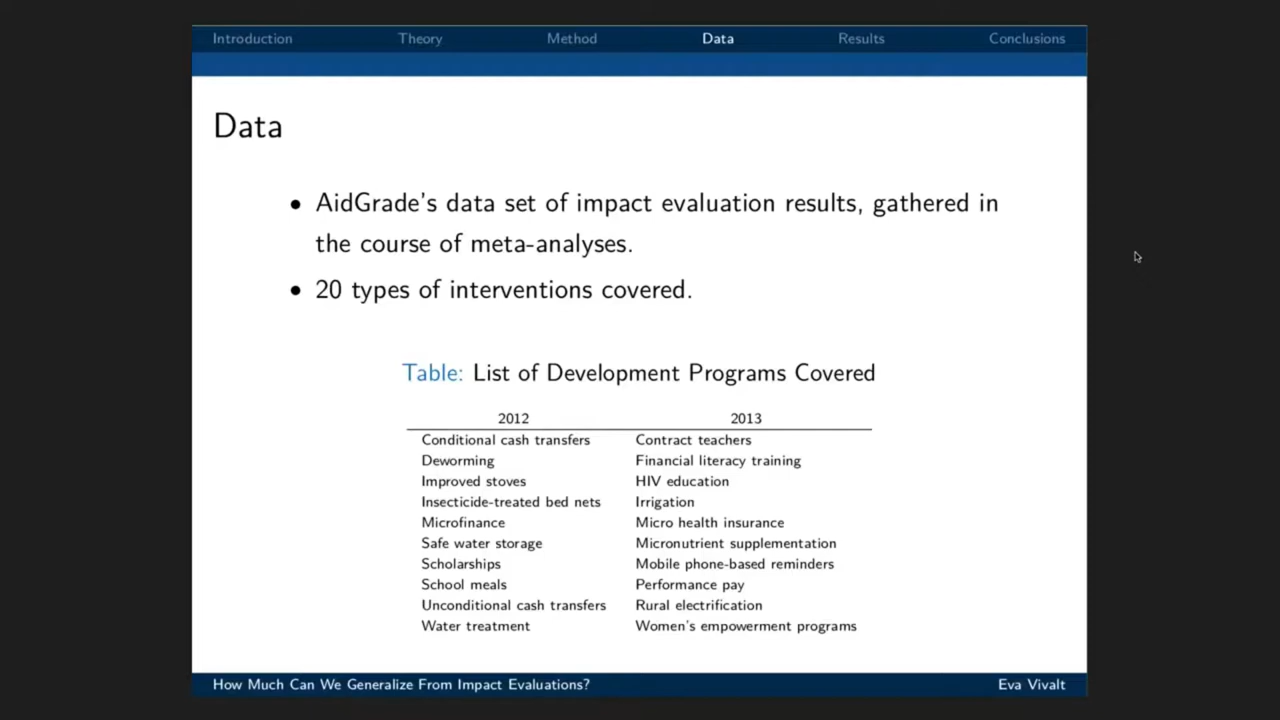 Introduction Theory Method Data Results Conclusions
Data
• AidGrade's data set of impact evaluation results, gathered in
the course of meta-analyses.
• 20 types of interventions covered.
Table: List of Development Programs Covered
2012 2013
Conditional cash transfers Contract teachers
Deworming Financial literacy training
Improved stoves HIV education
Insecticide-treated bed nets Irrigation
Microfinance Micro health insurance
Safe water storage Micronutrient supplementation
Scholarships Mobile phone-based reminders
School meals Performance pay
Unconditional cash transfers Rural electrification
Water treatment Women's empowerment programs
How Much Can We Generalize From Impact Evaluations? Eva Vivalt